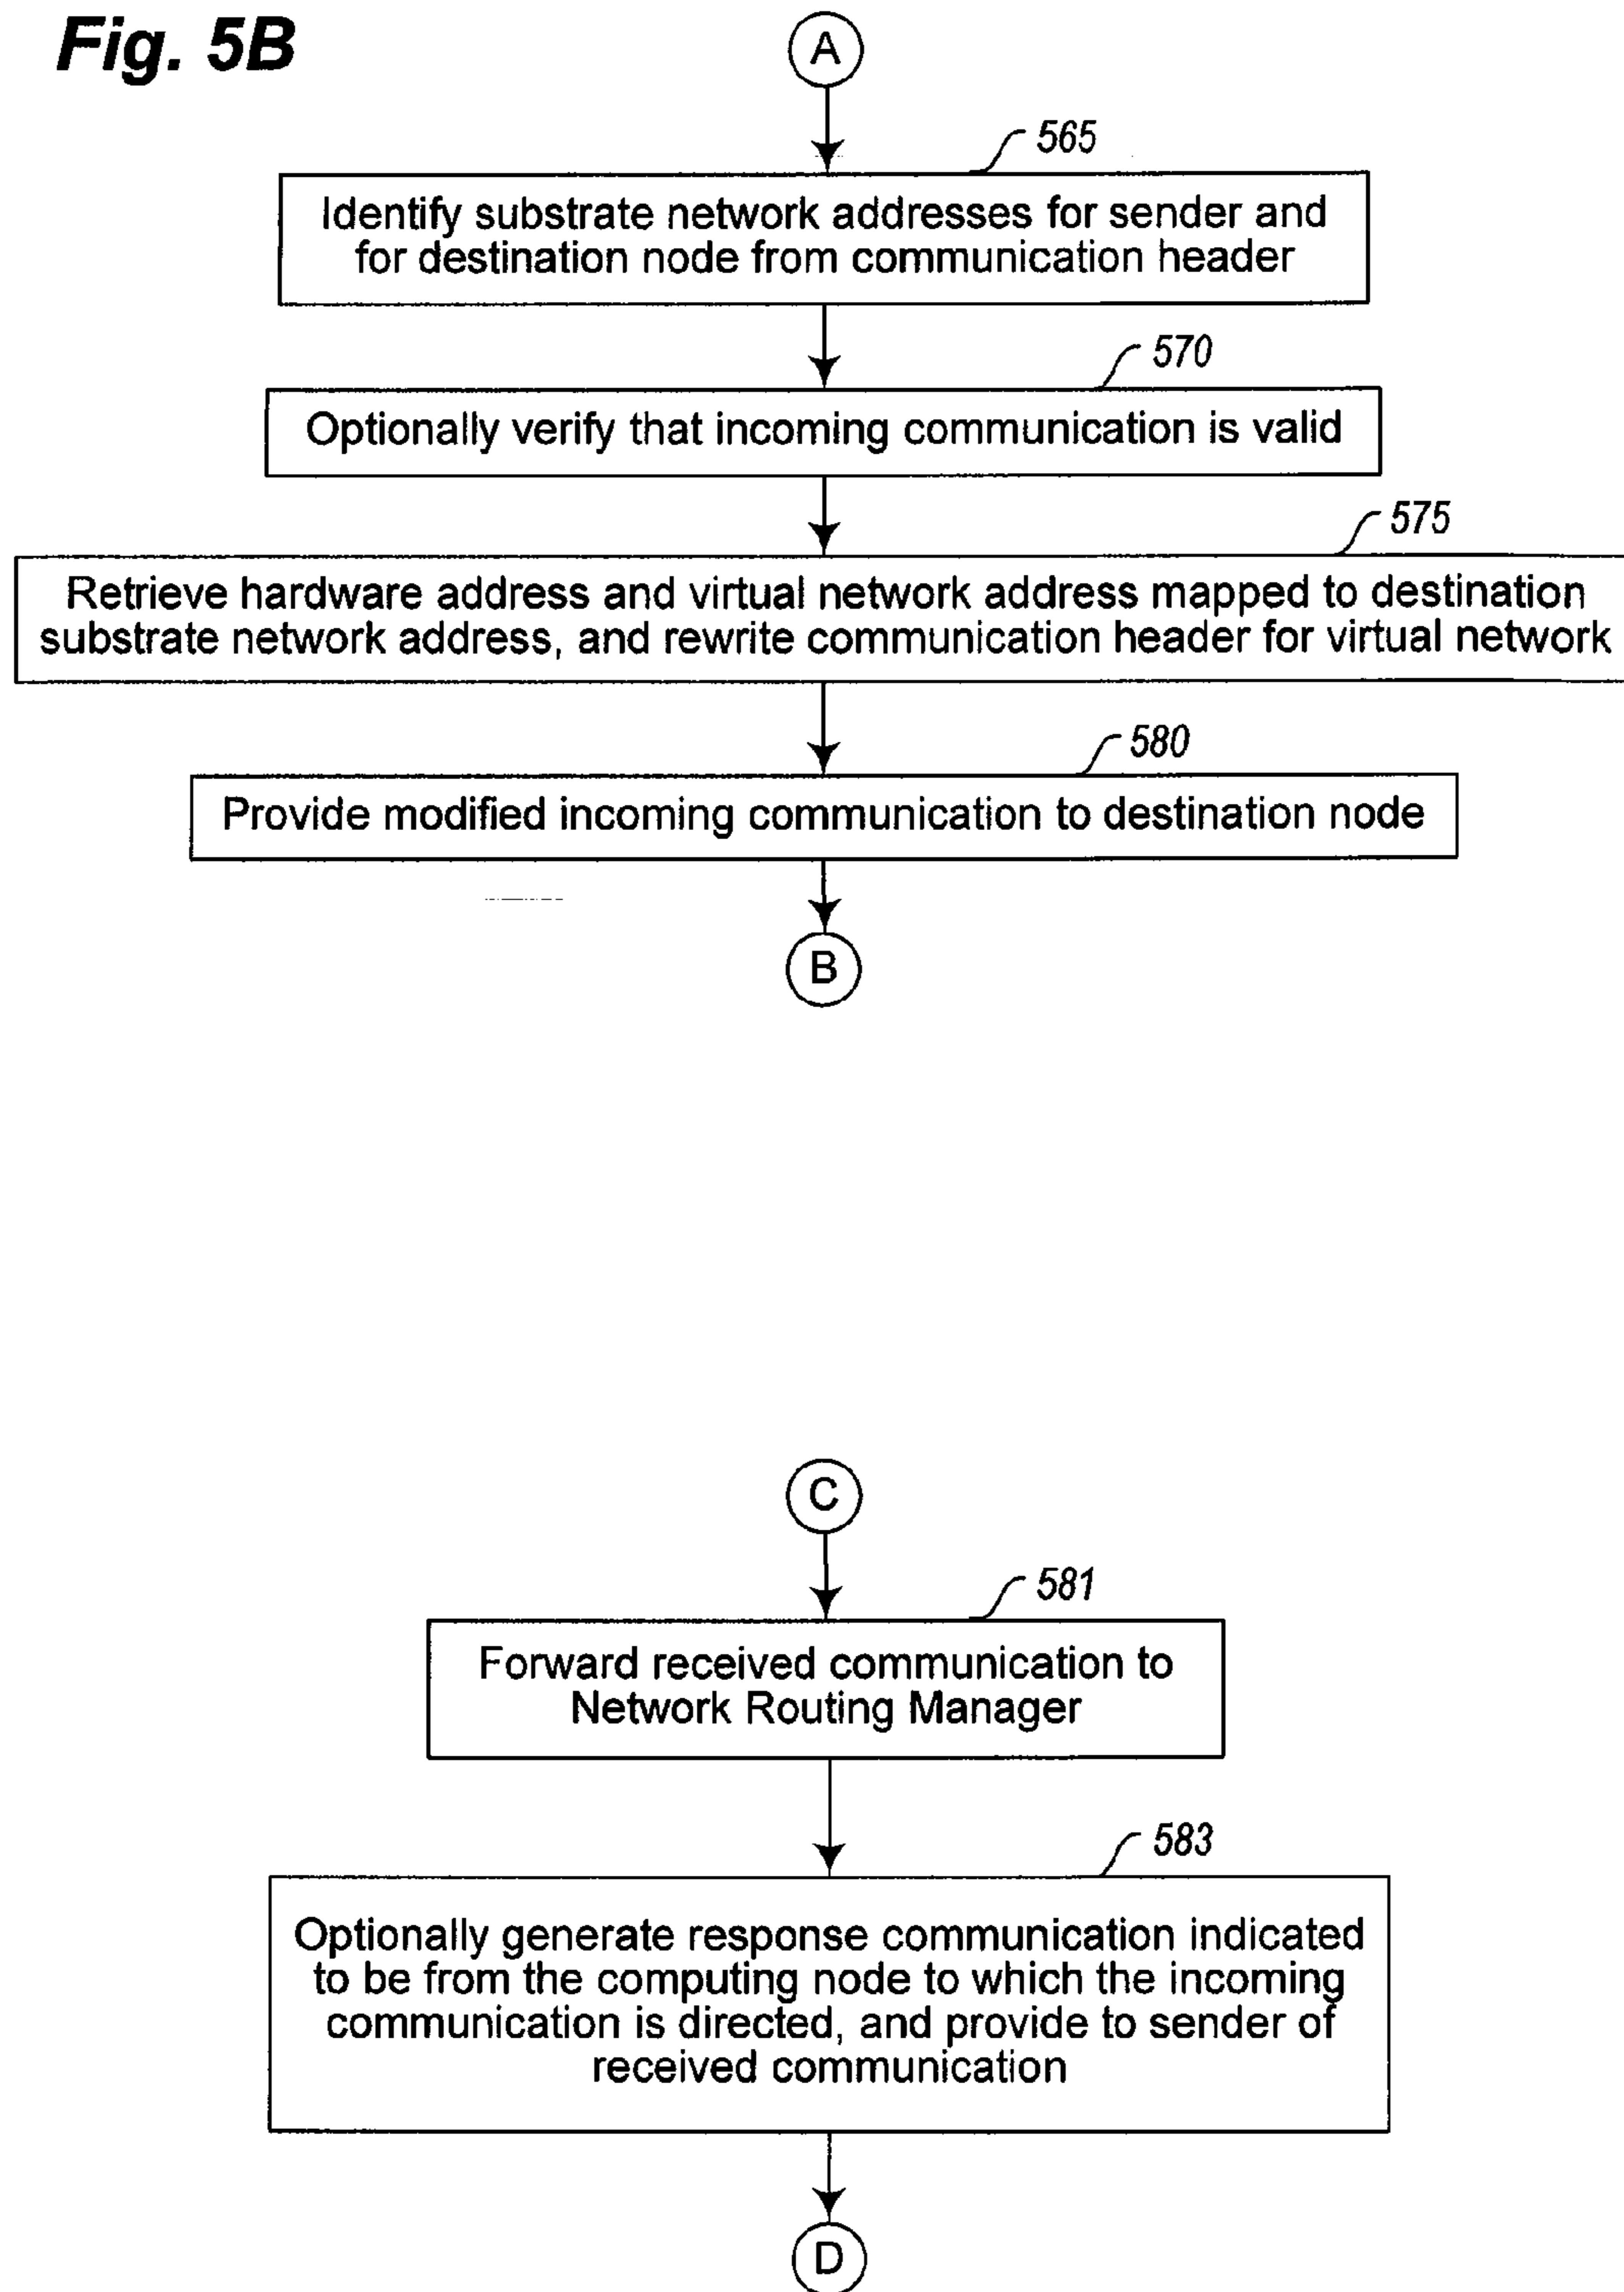 Fig. 5B
A
565
Identify substrate network addresses for sender and
for destination node from communication header
570
Optionally verify that incoming communication is valid
575
Retrieve hardware address and virtual network address mapped to destination
substrate network address, and rewrite communication header for virtual network
580
Provide modified incoming communication to destination node
B
C
581
Forward received communication to
Network Routing Manager
583
Optionally generate response communication indicated
to be from the computing node to which the incoming
communication is directed, and provide to sender of
received communication
D